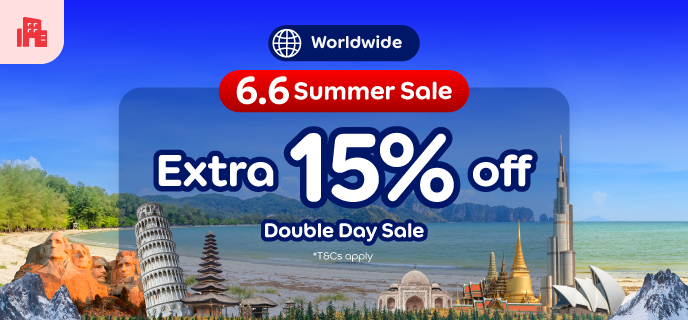 Worldwide
6.6 Summer Sale
Extra 15% off
Double Day Sale
*T&Cs apply